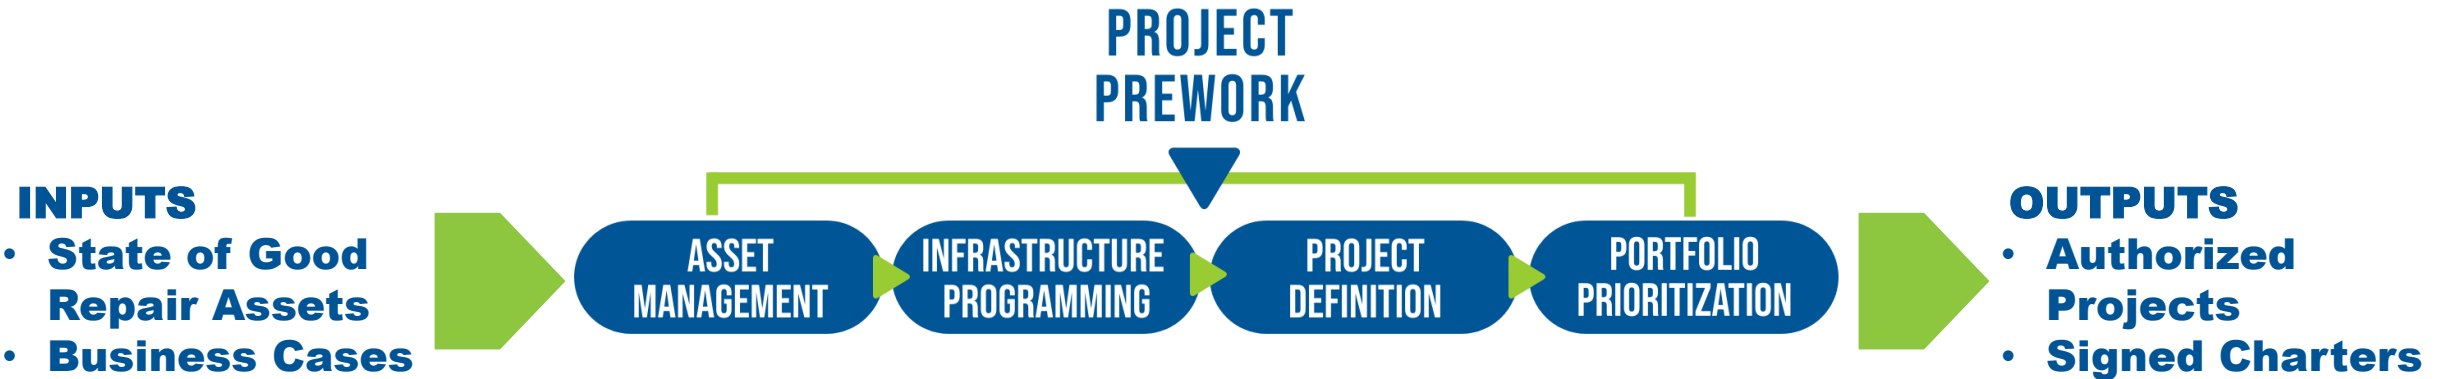 PROJECT
PREWORK
INPUTS
• State of Good
Repair Assets
• Business Cases
ASSET
MANAGEMENT
INFRASTRUCTURE
PROGRAMMING
PROJECT
DEFINITION
PORTFOLIO
PRIORITIZATION
OUTPUTS
• Authorized
Projects
• Signed Charters